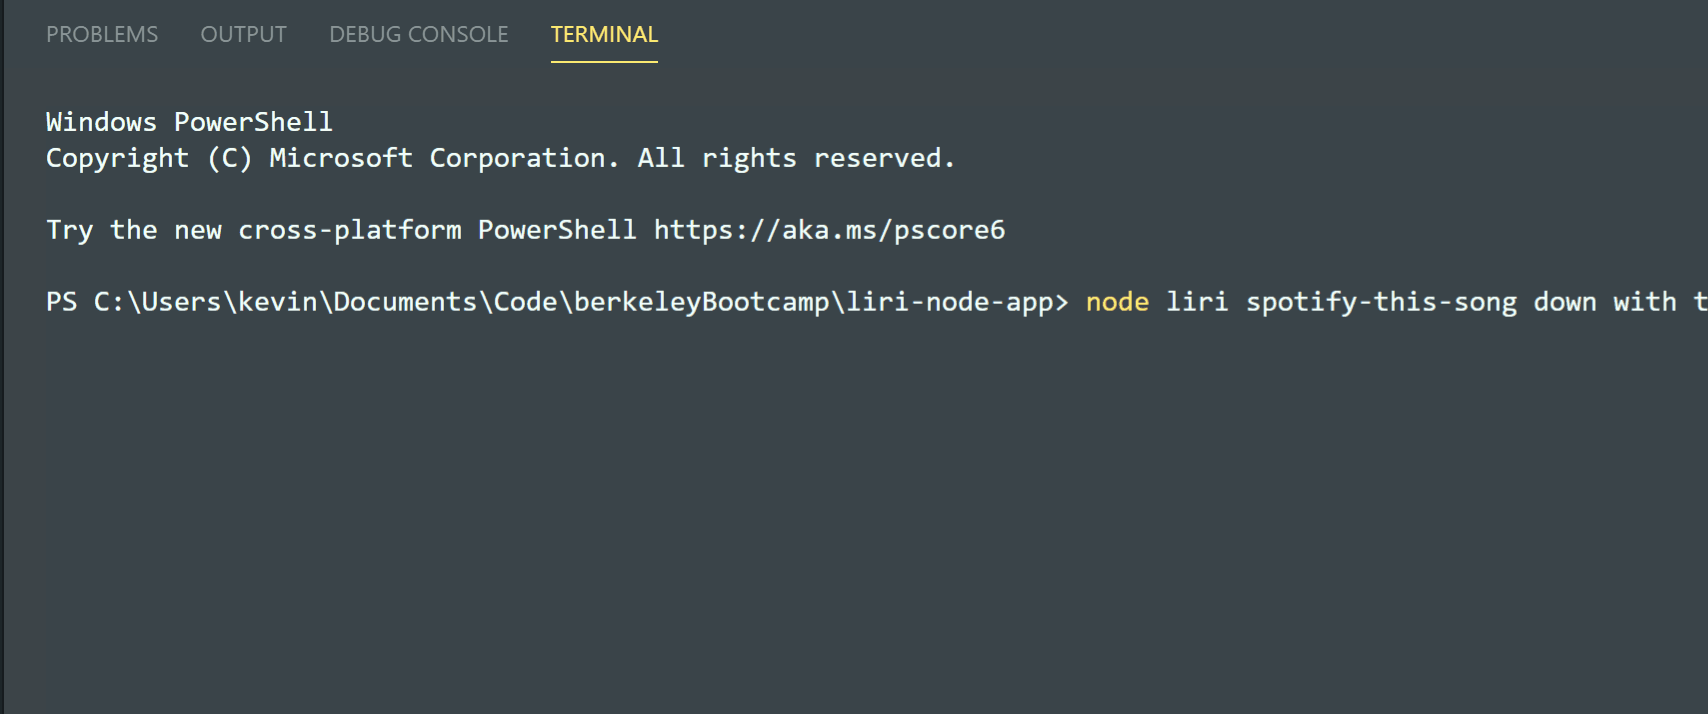 PROBLEMS OUTPUT DEBUG CONSOLE TERMINAL
Windows PowerShell
Copyright (C) Microsoft Corporation. All rights reserved.
Try the new cross-platform PowerShell https://aka.ms/pscore6
PS C:\Users\kevin\Documents\Code\berkeleyBootcamp\liri-node-app> node liri spotify-this-song down with t